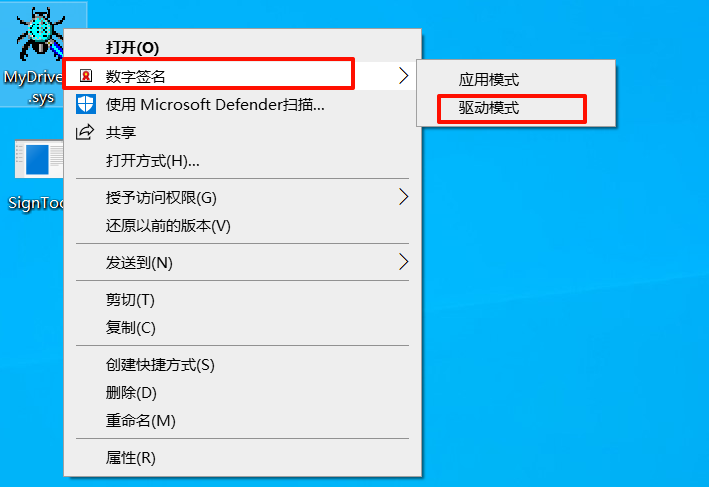 MyDrive
.sys
SignToo
打开(O)
数字签名
使用 Microsoft Defender扫描...
共享
打开方式(H)...
授予访问权限(G)
还原以前的版本(V)
发送到(N)
剪切(T)
复制(C)
创建快捷方式(S)
删除(D)
重命名(M)
属性(R)
应用模式
驱动模式